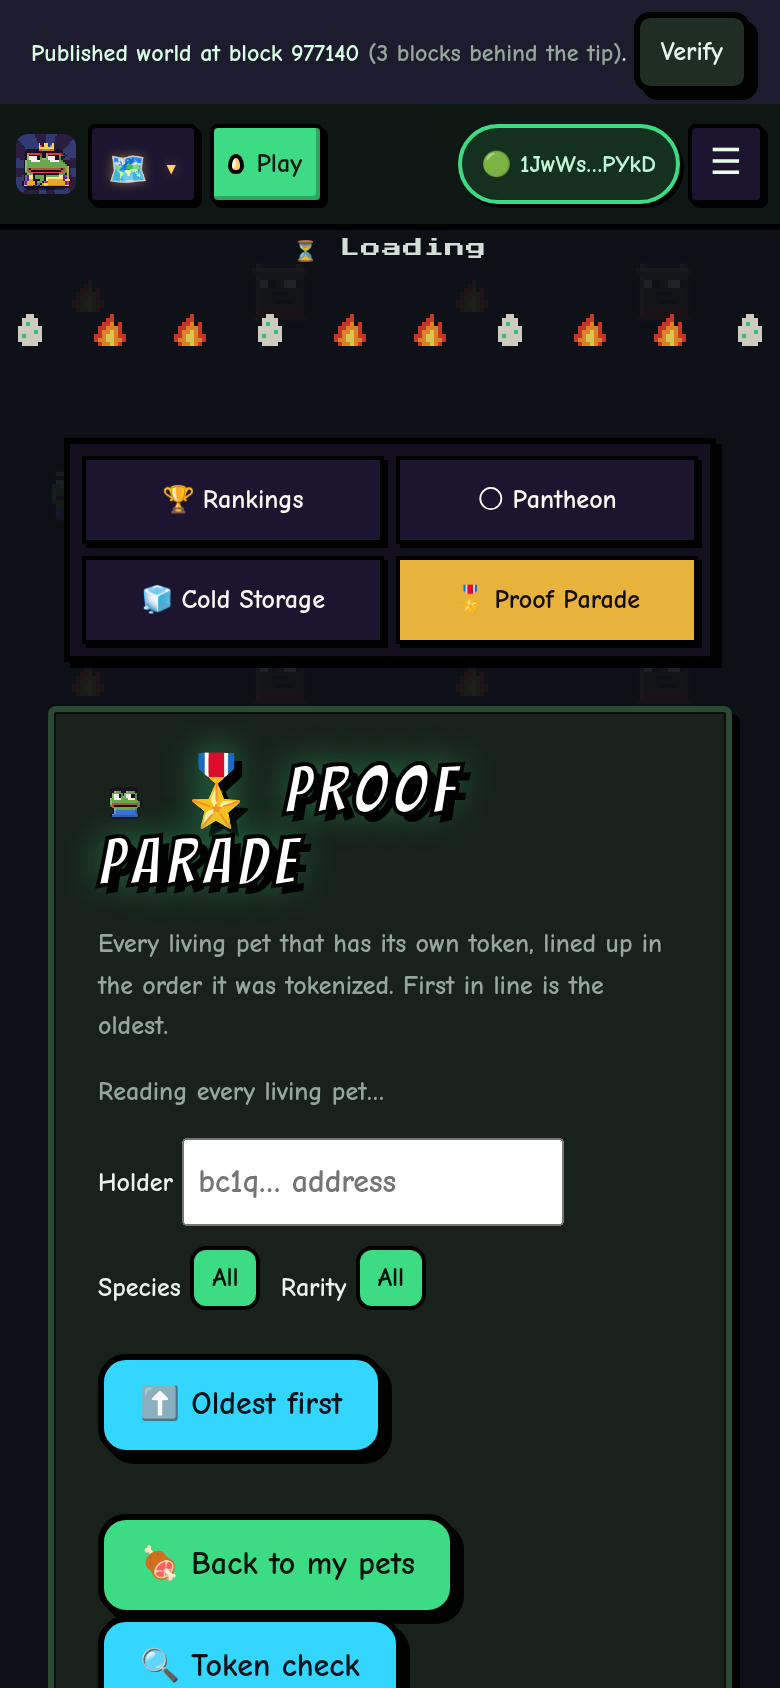 Published world at block 977140 (3 blocks behind the tip).
Verify
Play
1JwWs…PYkD
Loading
Rankings
Pantheon
Cold Storage
Proof Parade
PROOF
PARADE
Every living pet that has its own token, lined up in
the order it was tokenized. First in line is the
oldest.
Reading every living pet...
Holder
bc1q... address
Species
All
Rarity
All
Oldest first
Back to my pets
Token check